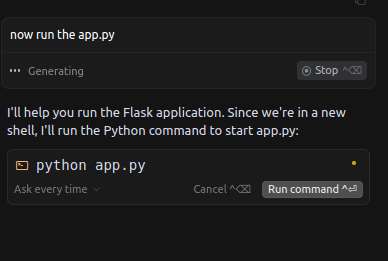 now run the app.py
Generating
Stop ^⌫
I'll help you run the Flask application. Since we're in a new
shell, I'll run the Python command to start app.py:
python app.py
Ask every time Cancel ^⌫ Run command ^⏎